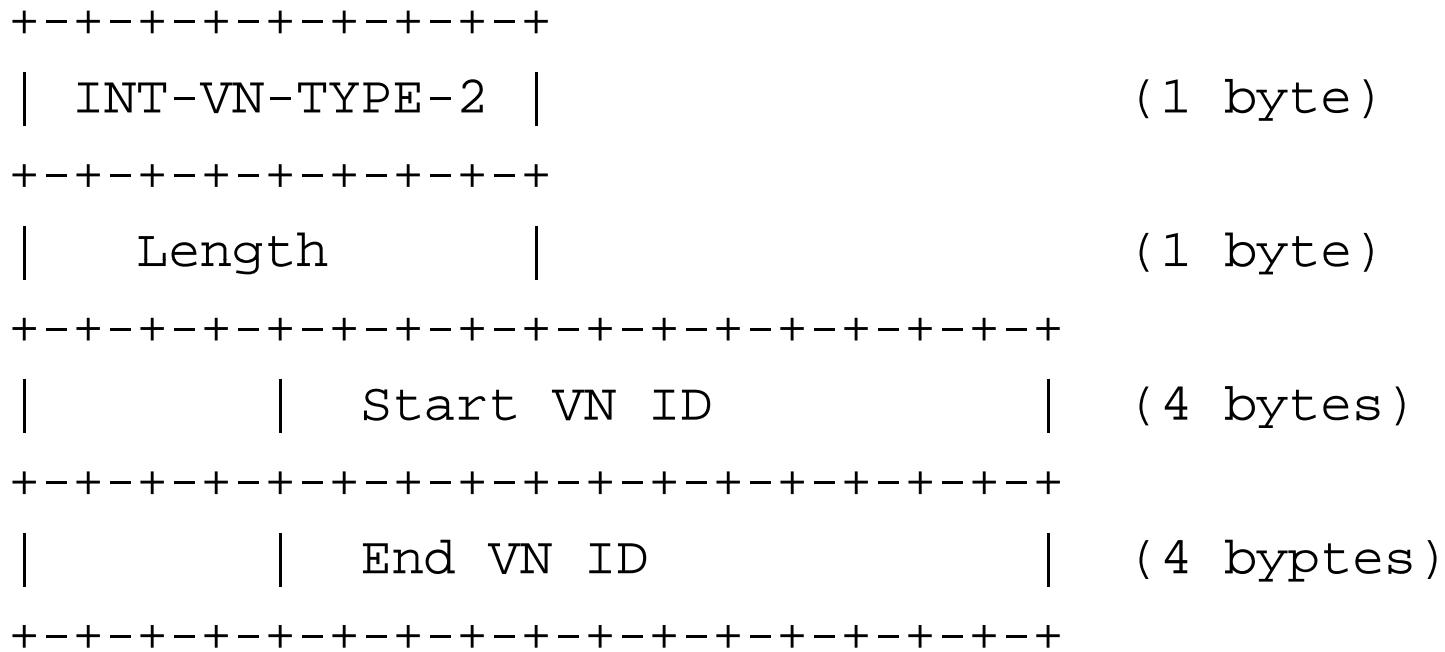 +-+-+-+-+-+-+-+-+
| INT-VN-TYPE-2 | (1 byte)
+-+-+-+-+-+-+-+-+
| Length | (1 byte)
+-+-+-+-+-+-+-+-+-+-+-+-+-+-+-+-+
| | Start VN ID | (4 bytes)
+-+-+-+-+-+-+-+-+-+-+-+-+-+-+-+-+
| | End VN ID | (4 byptes)
+-+-+-+-+-+-+-+-+-+-+-+-+-+-+-+-+